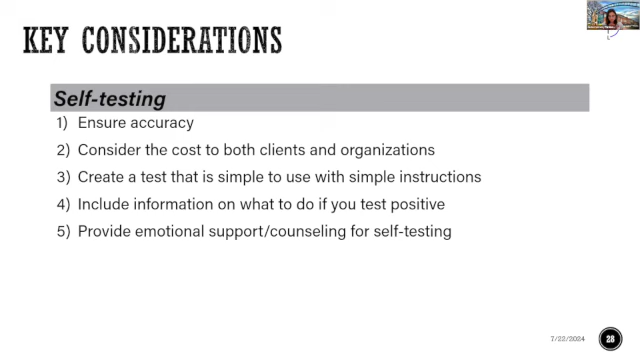 KEY CONSIDERATIONS
Self-testing
1) Ensure accuracy
2) Consider the cost to both clients and organizations
3) Create a test that is simple to use with simple instructions
4) Include information on what to do if you test positive
5) Provide emotional support/counseling for self-testing
7/22/2024
28